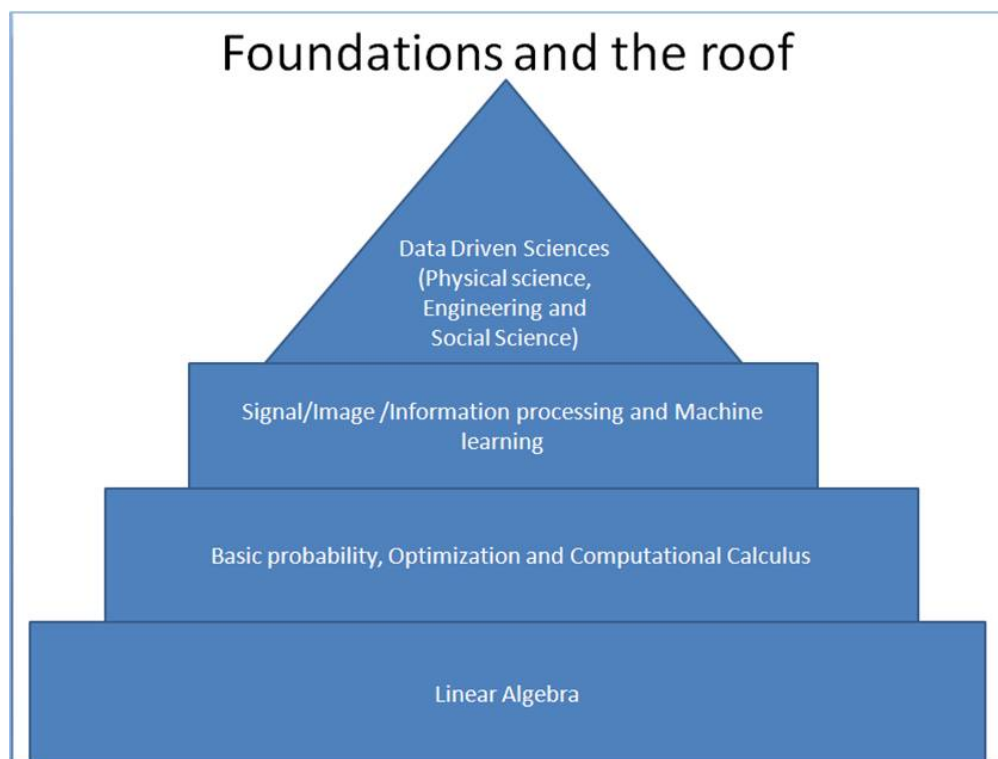 Foundations and the roof
Data Driven Sciences
(Physical science,
Engineering and
Social Science)
Signal/Image /Information processing and Machine
learning
Basic probability, Optimization and Computational Calculus
Linear Algebra